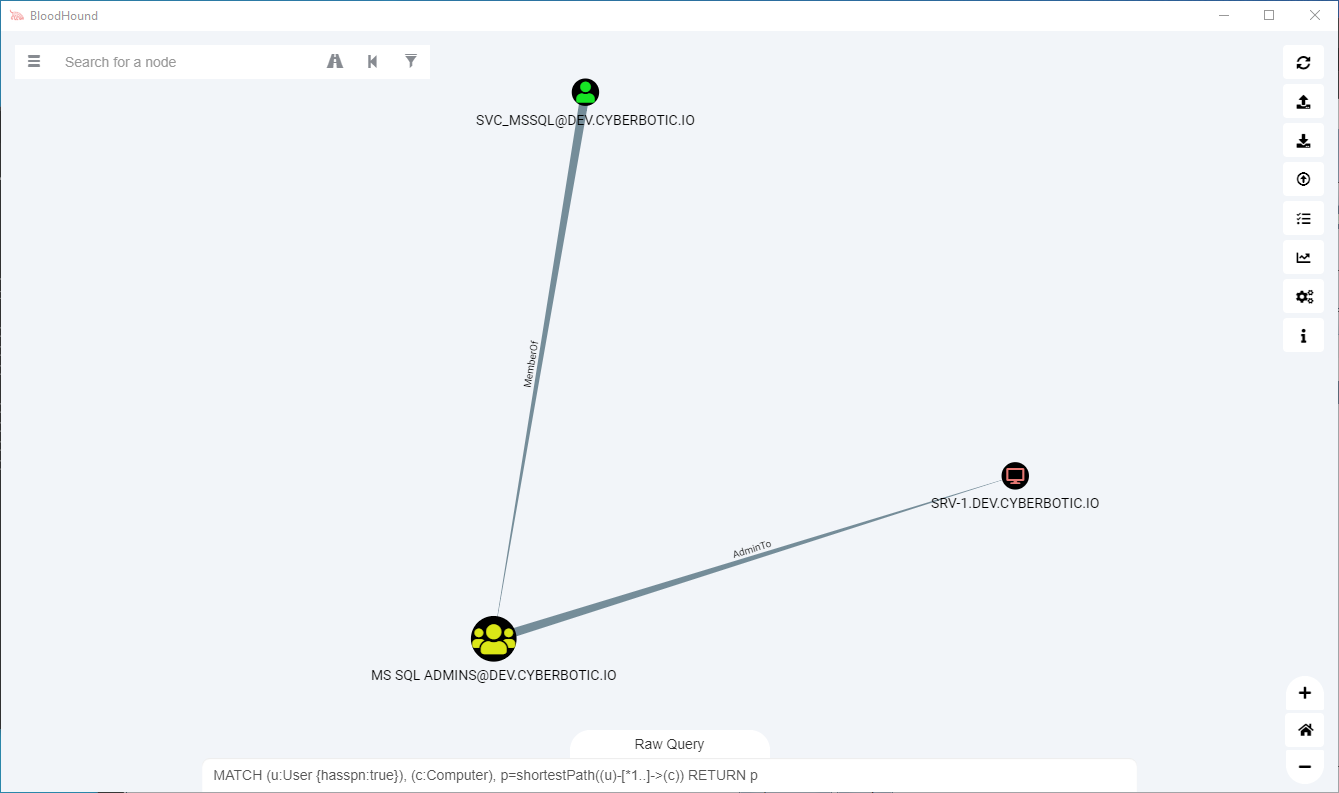 BloodHound
Search for a node
SVC_MSSQL@DEV.CYBERBOTIC.IO
MemberOf
SRV-1.DEV.CYBERBOTIC.IO
AdminTo
MS SQL ADMINS@DEV.CYBERBOTIC.IO
Raw Query
MATCH (u:User {hasspn:true}), (c:Computer), p=shortestPath((u)-[*1..]->(c)) RETURN p